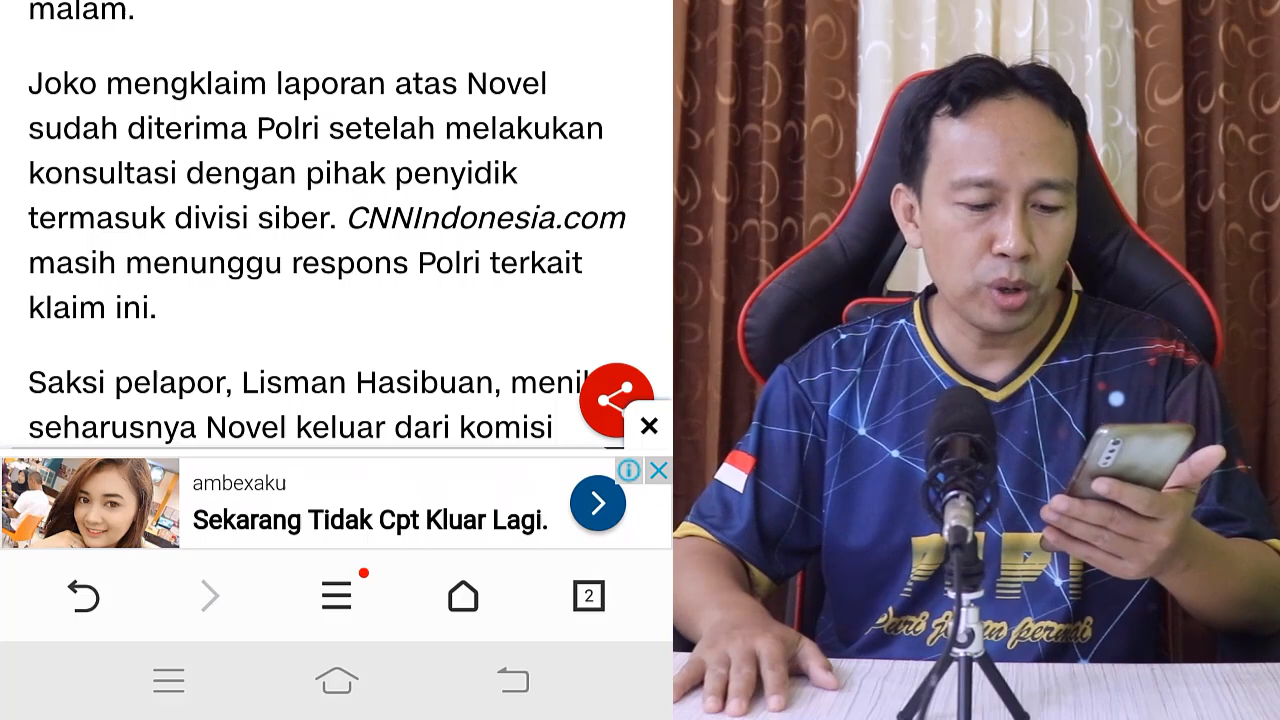 malam.
Joko mengklaim laporan atas Novel
sudah diterima Polri setelah melakukan
konsultasi dengan pihak penyidik
termasuk divisi siber. CNNIndonesia.com
masih menunggu respons Polri terkait
klaim ini.
Saksi pelapor, Lisman Hasibuan,
seharusnya Novel keluar dari komisi
ambexaku
Sekarang Tidak Cpt Kluar Lagi.
2
permai